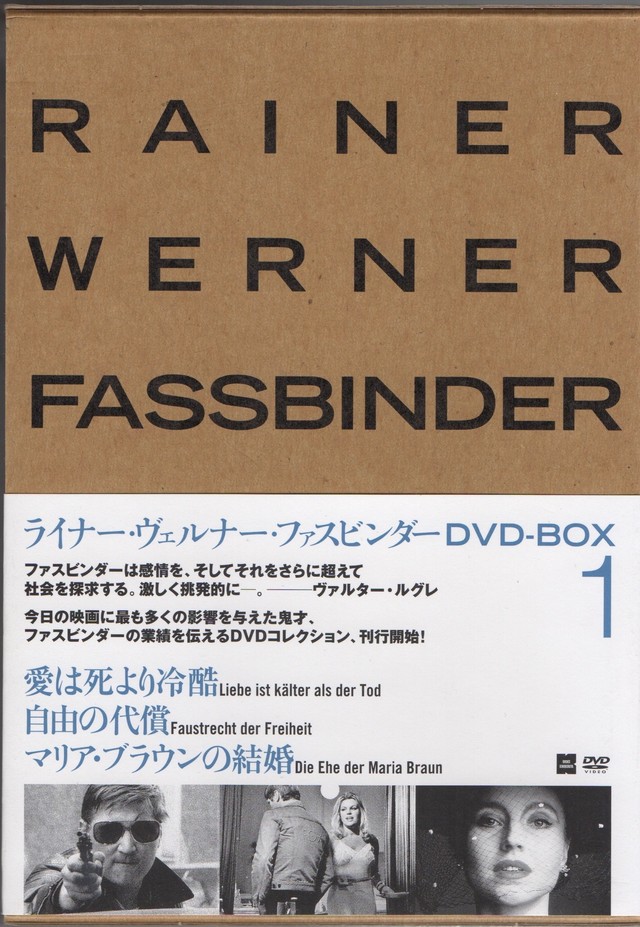 RAINER
WERNER
FASSBINDER
ライナー・ヴェルナー・ファスビンダー DVD-BOX
1
ファスビンダーは感情を、そしてそれをさらに超えて
社会を探求する。激しく挑発的に―。――ヴァルター・ルグレ
今日の映画に最も多くの影響を与えた鬼才、
ファスビンダーの業績を伝えるDVDコレクション、刊行開始!
愛は死より冷酷 Liebe ist kälter als der Tod
自由の代償 Faustrecht der Freiheit
マリア・ブラウンの結婚 Die Ehe der Maria Braun
DVD
VIDEO